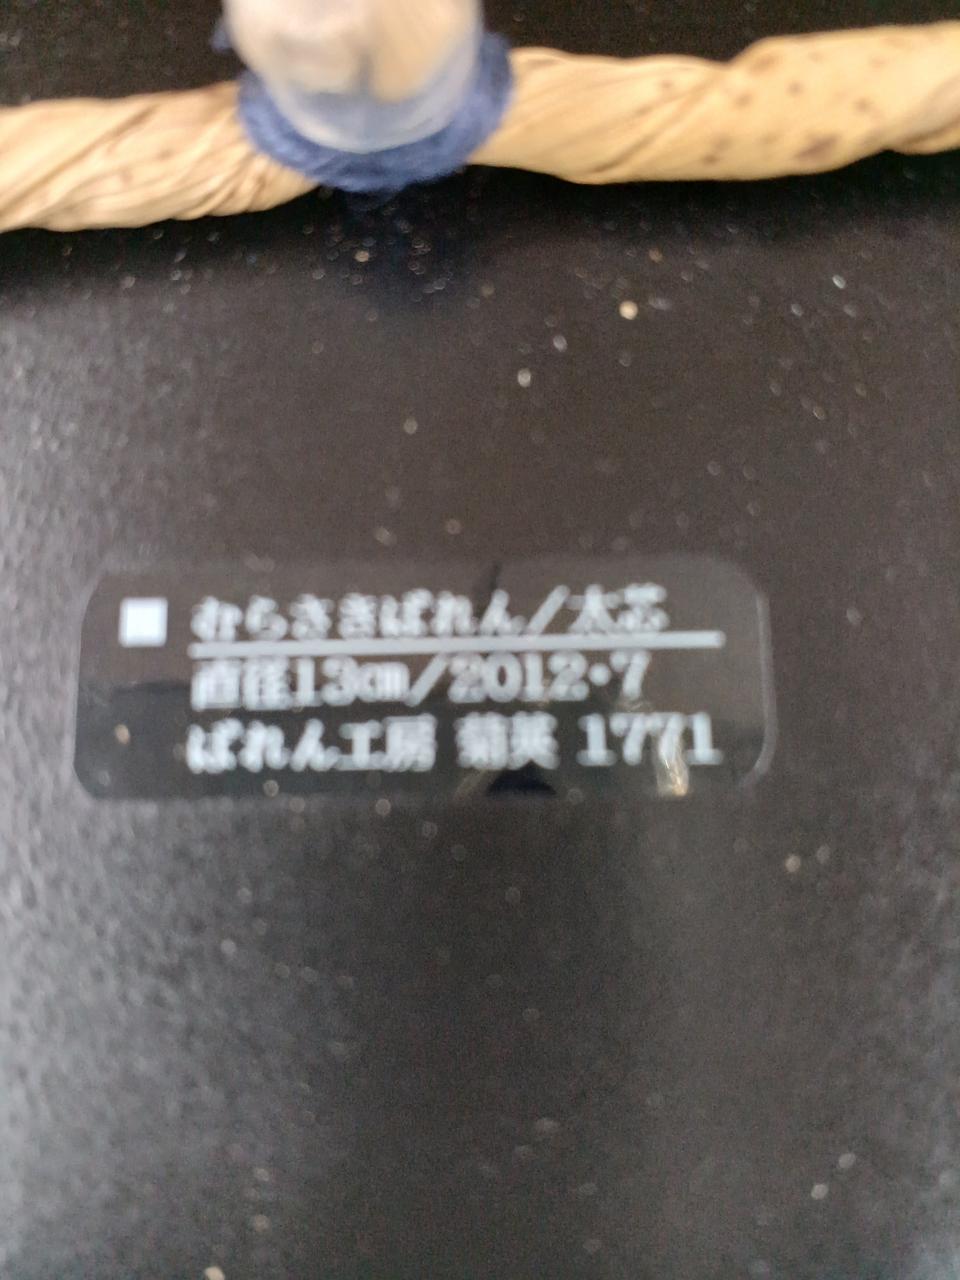 ■ むらさきばれん／太芯
直径13㎝／2012・7
ばれん工房 菊英 1771